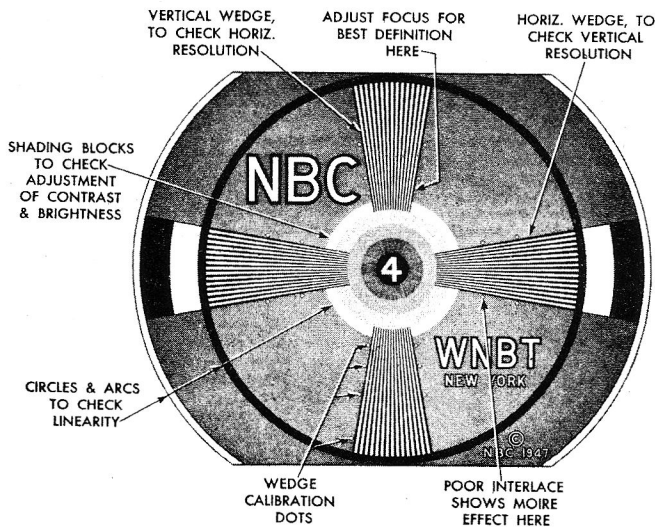 VERTICAL WEDGE,
TO CHECK HORIZ.
RESOLUTION
ADJUST FOCUS FOR
BEST DEFINITION
HERE
HORIZ. WEDGE, TO
CHECK VERTICAL
RESOLUTION
SHADING BLOCKS
TO CHECK
ADJUSTMENT
OF CONTRAST
& BRIGHTNESS
NBC
4
WNBT
NEW YORK
©
NBC-1947
CIRCLES & ARCS
TO CHECK
LINEARITY
WEDGE
CALIBRATION
DOTS
POOR INTERLACE
SHOWS MOIRE
EFFECT HERE